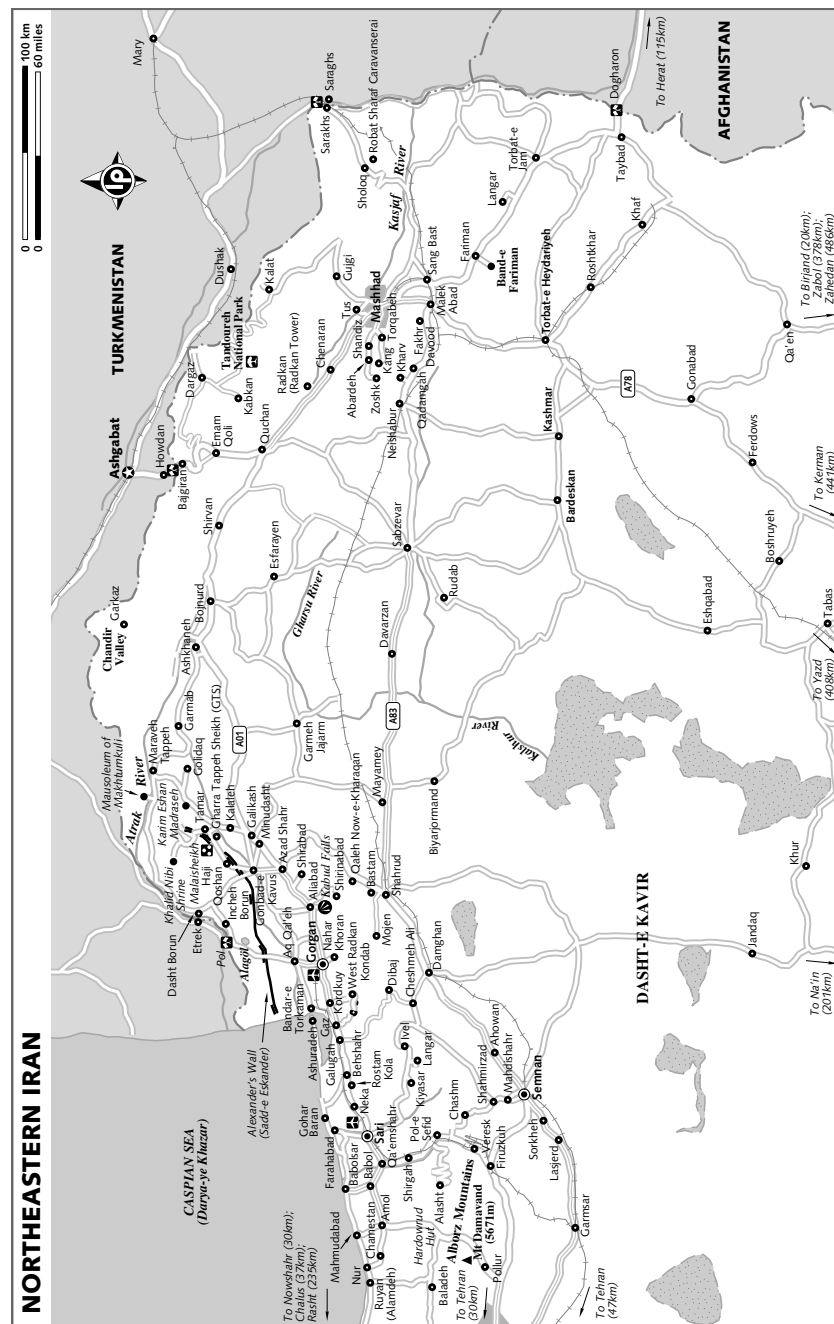 NORTHEASTERN IRAN
0
100 km
0
60 miles
lp
TURKMENISTAN
AFGHANISTAN
CASPIAN SEA
(Darya-ye Khazar)
DASHT-E KAVIR
Mary
Saraghs
Sarakhs
Robat Sharaf Caravanserai
Sholoq
Kasjaf
River
Dushak
Kalat
Gujgi
Tandoureh
National Park
Dargaz
Kabkan
Ashgabat
Howdan
Bajgiran
Emam
Qoli
Quchan
Radkan
(Radkan Tower)
Chenaran
Tus
Mashhad
Shandiz
Torqabeh
Abardeh
Zoshk
Kang
Kharv
Neishabur
Qadamgah
Fakhr
Davood
Malek
Abad
Sang Bast
Fariman
Band-e
Fariman
Langar
Torbat-e
Jam
Taybad
Dogharon
To Herat (115km)
Khaf
Roshtkhar
Torbat-e Heydariyeh
Kashmar
Bardeskan
A78
Gonabad
Qa'en
To Birjand (20km);
Zabol (378km);
Zahedan (486km)
Ferdows
To Kerman
(441km)
Boshruyeh
Eshqabad
Tabas
To Yazd
(408km)
Shirvan
Esfarayen
Bojnurd
Ashkhaneh
Garkaz
Chandir
Valley
Gharsu River
Sabzevar
Rudab
Davarzan
A83
Kalshur
River
Garmab
A01
Garmeh
Jajarm
Mausoleum of
Makhtumkuli
Maraveh
Tappeh
Atrak
River
Golidaq
Karim Eshan
Madraseh
Gharra Tappeh Sheikh (GTS)
Tamar
Kalateh
Galikash
Minudasht
Khalid Nibi
Shrine
Malaisheikh
Haji
Qoshan
Gonbad-e
Kavus
Azad Shahr
Shirabad
Aliabad
Kabud Falls
Shirinabad
Qaleh Now-e-Kharaqan
Bastam
Shahrud
Mayamey
Biyarjormand
Dasht Borun
Etrek
Incheh
Borun
Pol
Alagöl
Aq Qal'eh
Gorgan
Nahar
Khoran
West Radkan
Kondab
Mojen
Dibaj
Cheshmeh Ali
Damghan
Bandar-e
Torkaman
Ashuradeh
Kordkuy
Gaz
Galugah
Behshahr
Rostam
Kola
Neka
Alexander's Wall
(Sadd-e Eskander)
Ivel
Langar
Kiyasar
Gohar
Baran
Farahabad
Sari
Qa'emshahr
Babolsar
Babol
Shirgah
Pol-e
Sefid
Chashm
Shahmirzad
Mahdishahr
Ahowan
Semnan
Sorkheh
Lasjerd
Veresk
Firuzkuh
Alasht
Alborz Mountains
Mt Damavand
(5671m)
Hardowrud
Hut
Amol
Chamestan
Mahmudabad
Nur
Ruyan
(Alamdeh)
Baladeh
Pollur
To Tehran
(30km)
Garmsar
To Tehran
(47km)
To Nowshahr (30km);
Chalus (37km);
Rasht (235km)
Jandaq
Khur
To Na'in
(201km)